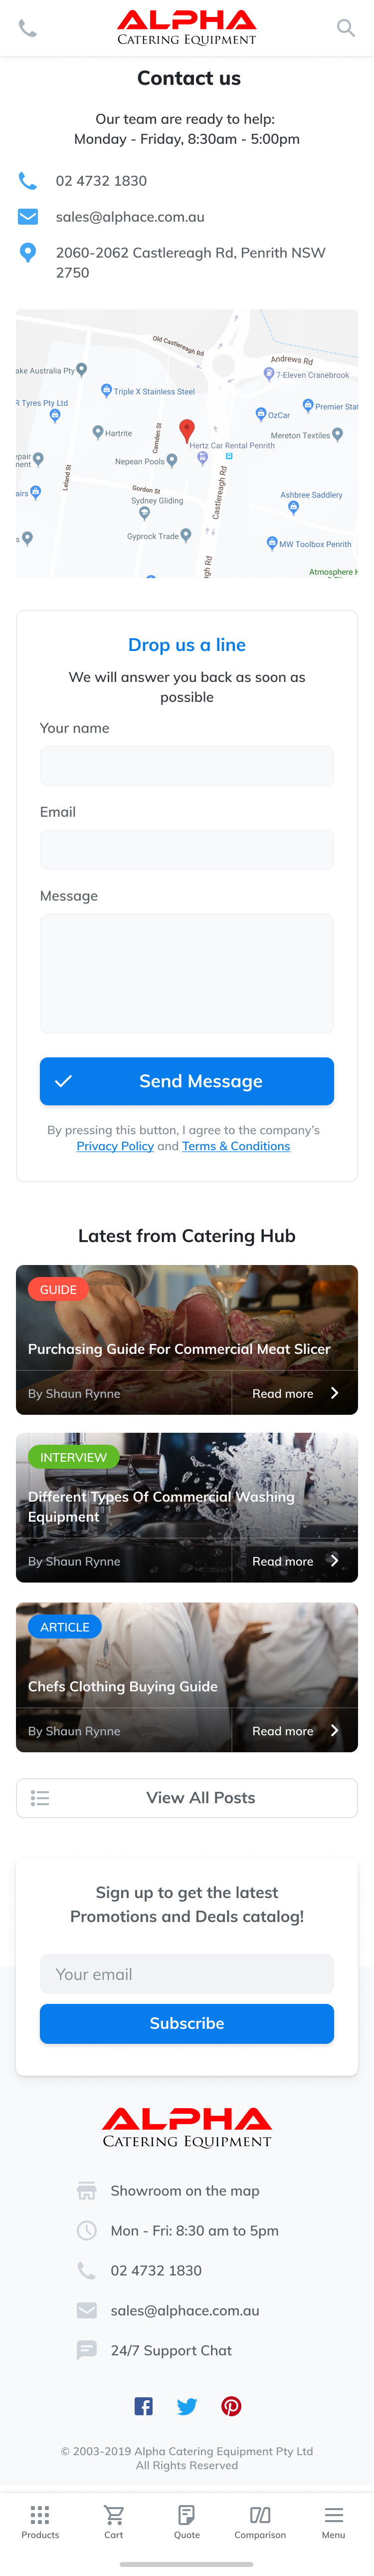 ALPHA
CATERING EQUIPMENT
Contact us
Our team are ready to help:
Monday - Friday, 8:30am - 5:00pm
02 4732 1830
sales@alphace.com.au
2060-2062 Castlereagh Rd, Penrith NSW
2750
Old Castlereagh Rd
Andrews Rd
ake Australia Pty
7-Eleven Cranebrook
Triple X Stainless Steel
R Tyres Pty Ltd
Premier Stat
OzCar
Hartrite
Camden St
Mereton Textiles
Hertz Car Rental Penrith
epair
ment
Nepean Pools
Leland St
Castlereagh Rd
Gordon St
airs
Sydney Gliding
Ashbree Saddlery
Gyprock Trade
s
MW Toolbox Penrith
agh Rd
Atmosphere H
Drop us a line
We will answer you back as soon as
possible
Your name
Email
Message
Send Message
By pressing this button, I agree to the company's
Privacy Policy and Terms & Conditions
Latest from Catering Hub
GUIDE
Purchasing Guide For Commercial Meat Slicer
By Shaun Rynne
Read more
INTERVIEW
Different Types Of Commercial Washing
Equipment
By Shaun Rynne
Read more
ARTICLE
Chefs Clothing Buying Guide
By Shaun Rynne
Read more
View All Posts
Sign up to get the latest
Promotions and Deals catalog!
Your email
Subscribe
ALPHA
CATERING EQUIPMENT
Showroom on the map
Mon - Fri: 8:30 am to 5pm
02 4732 1830
sales@alphace.com.au
24/7 Support Chat
© 2003-2019 Alpha Catering Equipment Pty Ltd
All Rights Reserved
Products
Cart
Quote
Comparison
Menu